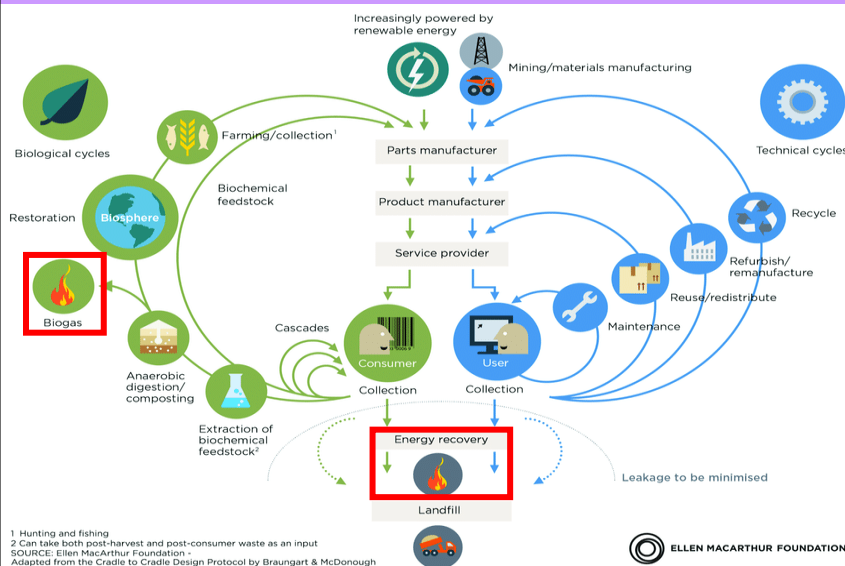 Increasingly powered by
renewable energy
Mining/materials manufacturing
Biological cycles
Technical cycles
Farming/collection¹
Parts manufacturer
Biochemical
feedstock
Product manufacturer
Restoration
Biosphere
Recycle
Service provider
Refurbish/
remanufacture
Reuse/redistribute
Biogas
Cascades
Maintenance
Consumer
User
Anaerobic
digestion/
composting
Collection
Collection
Extraction of
biochemical
feedstock²
Energy recovery
Leakage to be minimised
Landfill
1 Hunting and fishing
2 Can take both post-harvest and post-consumer waste as an input
SOURCE: Ellen MacArthur Foundation -
Adapted from the Cradle to Cradle Design Protocol by Braungart & McDonough
ELLEN MACARTHUR FOUNDATION